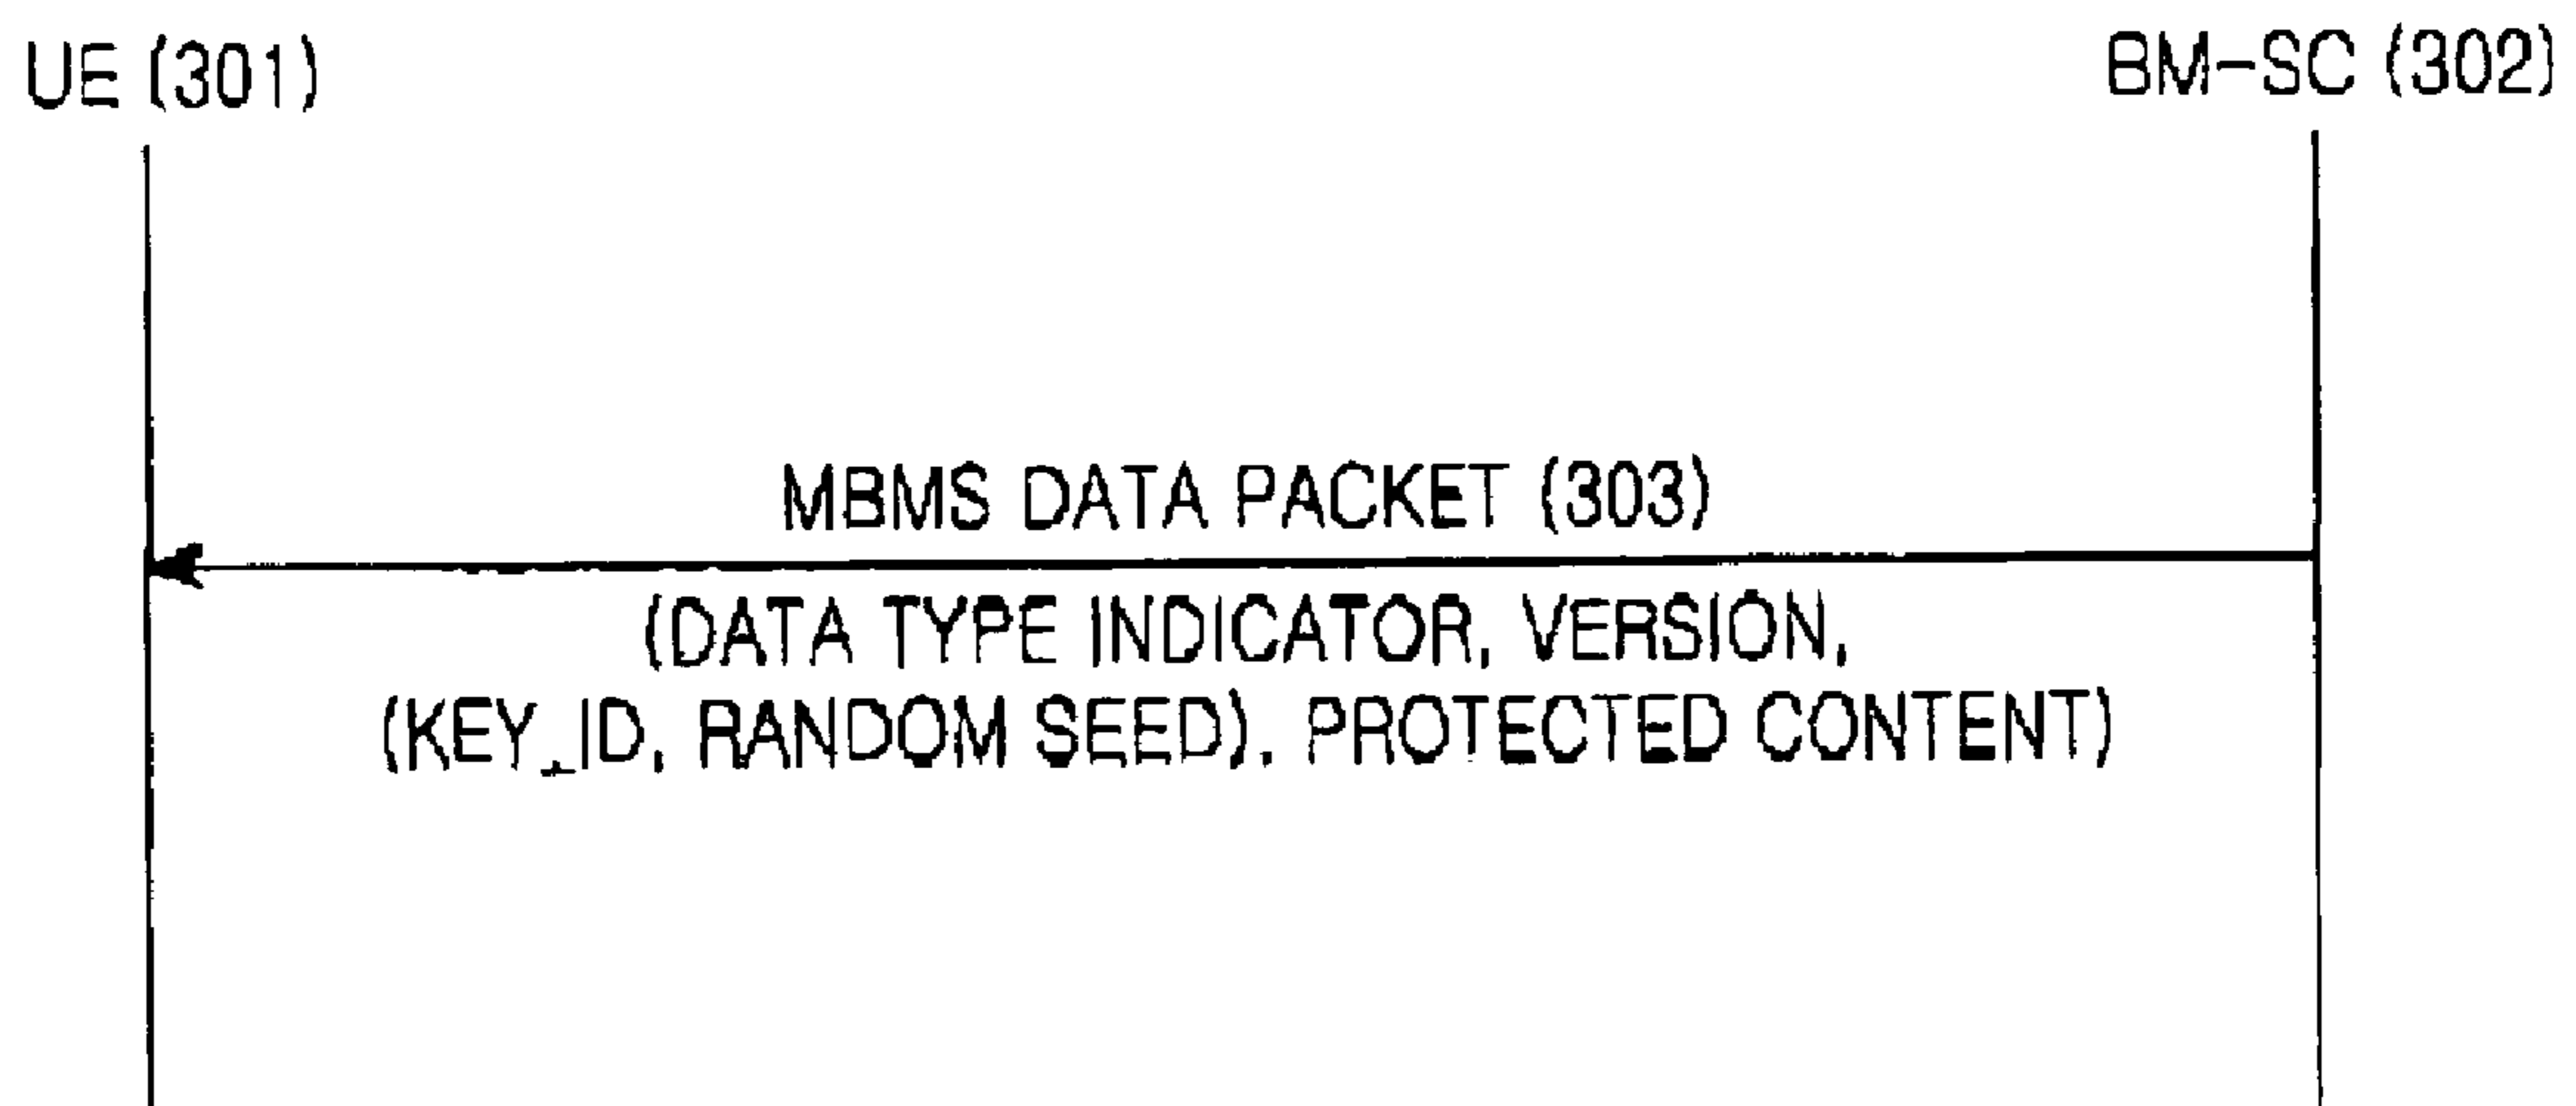 UE (301)
BM-SC (302)
MBMS DATA PACKET (303)
(DATA TYPE INDICATOR, VERSION,
(KEY_ID, RANDOM SEED), PROTECTED CONTENT)